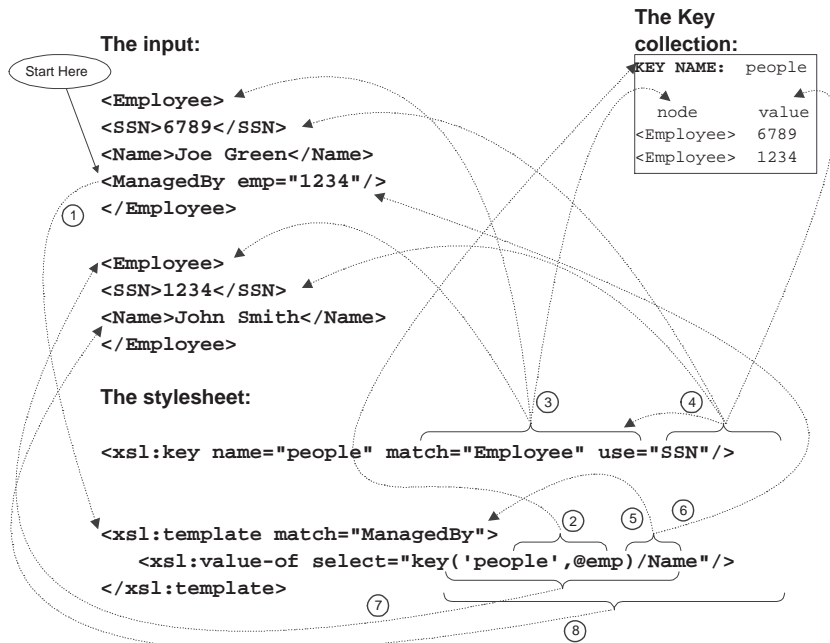 The input:
Start Here
<Employee>
<SSN>6789</SSN>
<Name>Joe Green</Name>
<ManagedBy emp="1234"/>
</Employee>
1
<Employee>
<SSN>1234</SSN>
<Name>John Smith</Name>
</Employee>
The Key
collection:
KEY NAME: people
node value
<Employee> 6789
<Employee> 1234
The stylesheet:
3
4
<xsl:key name="people" match="Employee" use="SSN"/>
2
5
6
<xsl:template match="ManagedBy">
<xsl:value-of select="key('people',@emp)/Name"/>
</xsl:template>
7
8